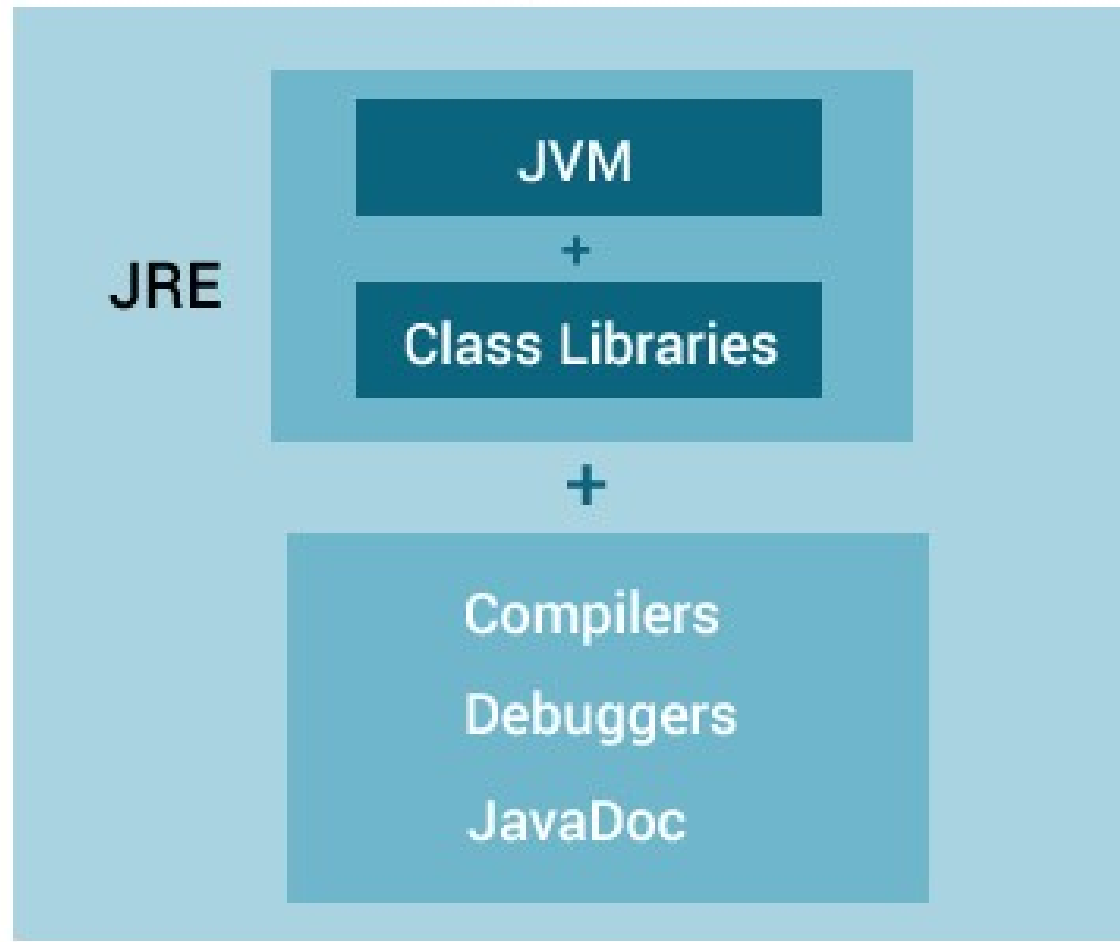 JVM
+
JRE
Class Libraries
+
Compilers
Debuggers
JavaDoc